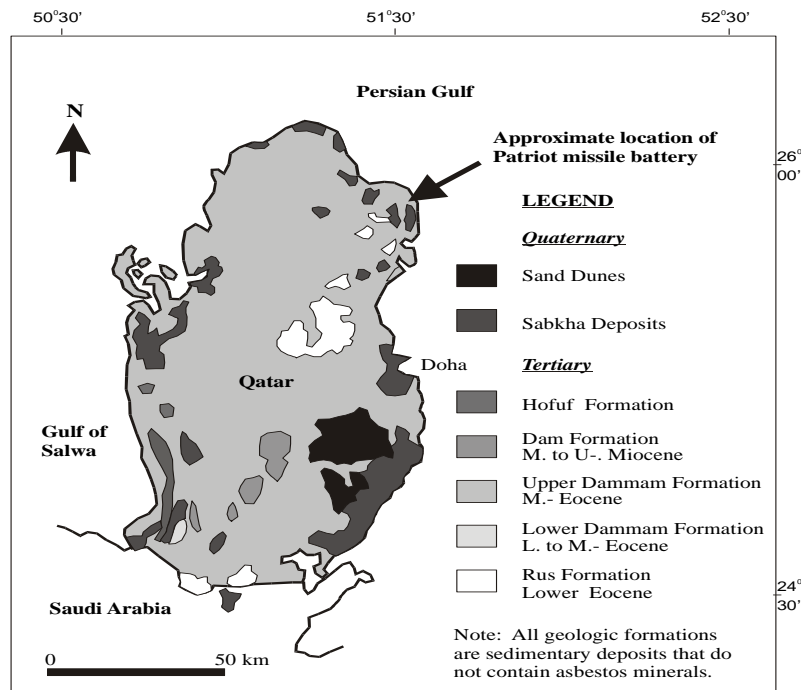 50°30' 51°30' 52°30'
Persian Gulf
N
Approximate location of
Patriot missile battery
26°
00'
LEGEND
Quaternary
Sand Dunes
Sabkha Deposits
Doha
Tertiary
Qatar
Hofuf Formation
Gulf of
Salwa
Dam Formation
M. to U-. Miocene
Upper Dammam Formation
M.- Eocene
Lower Dammam Formation
L. to M.- Eocene
Rus Formation
Lower Eocene
24°
30'
Saudi Arabia
Note: All geologic formations
are sedimentary deposits that do
not contain asbestos minerals.
0 50 km